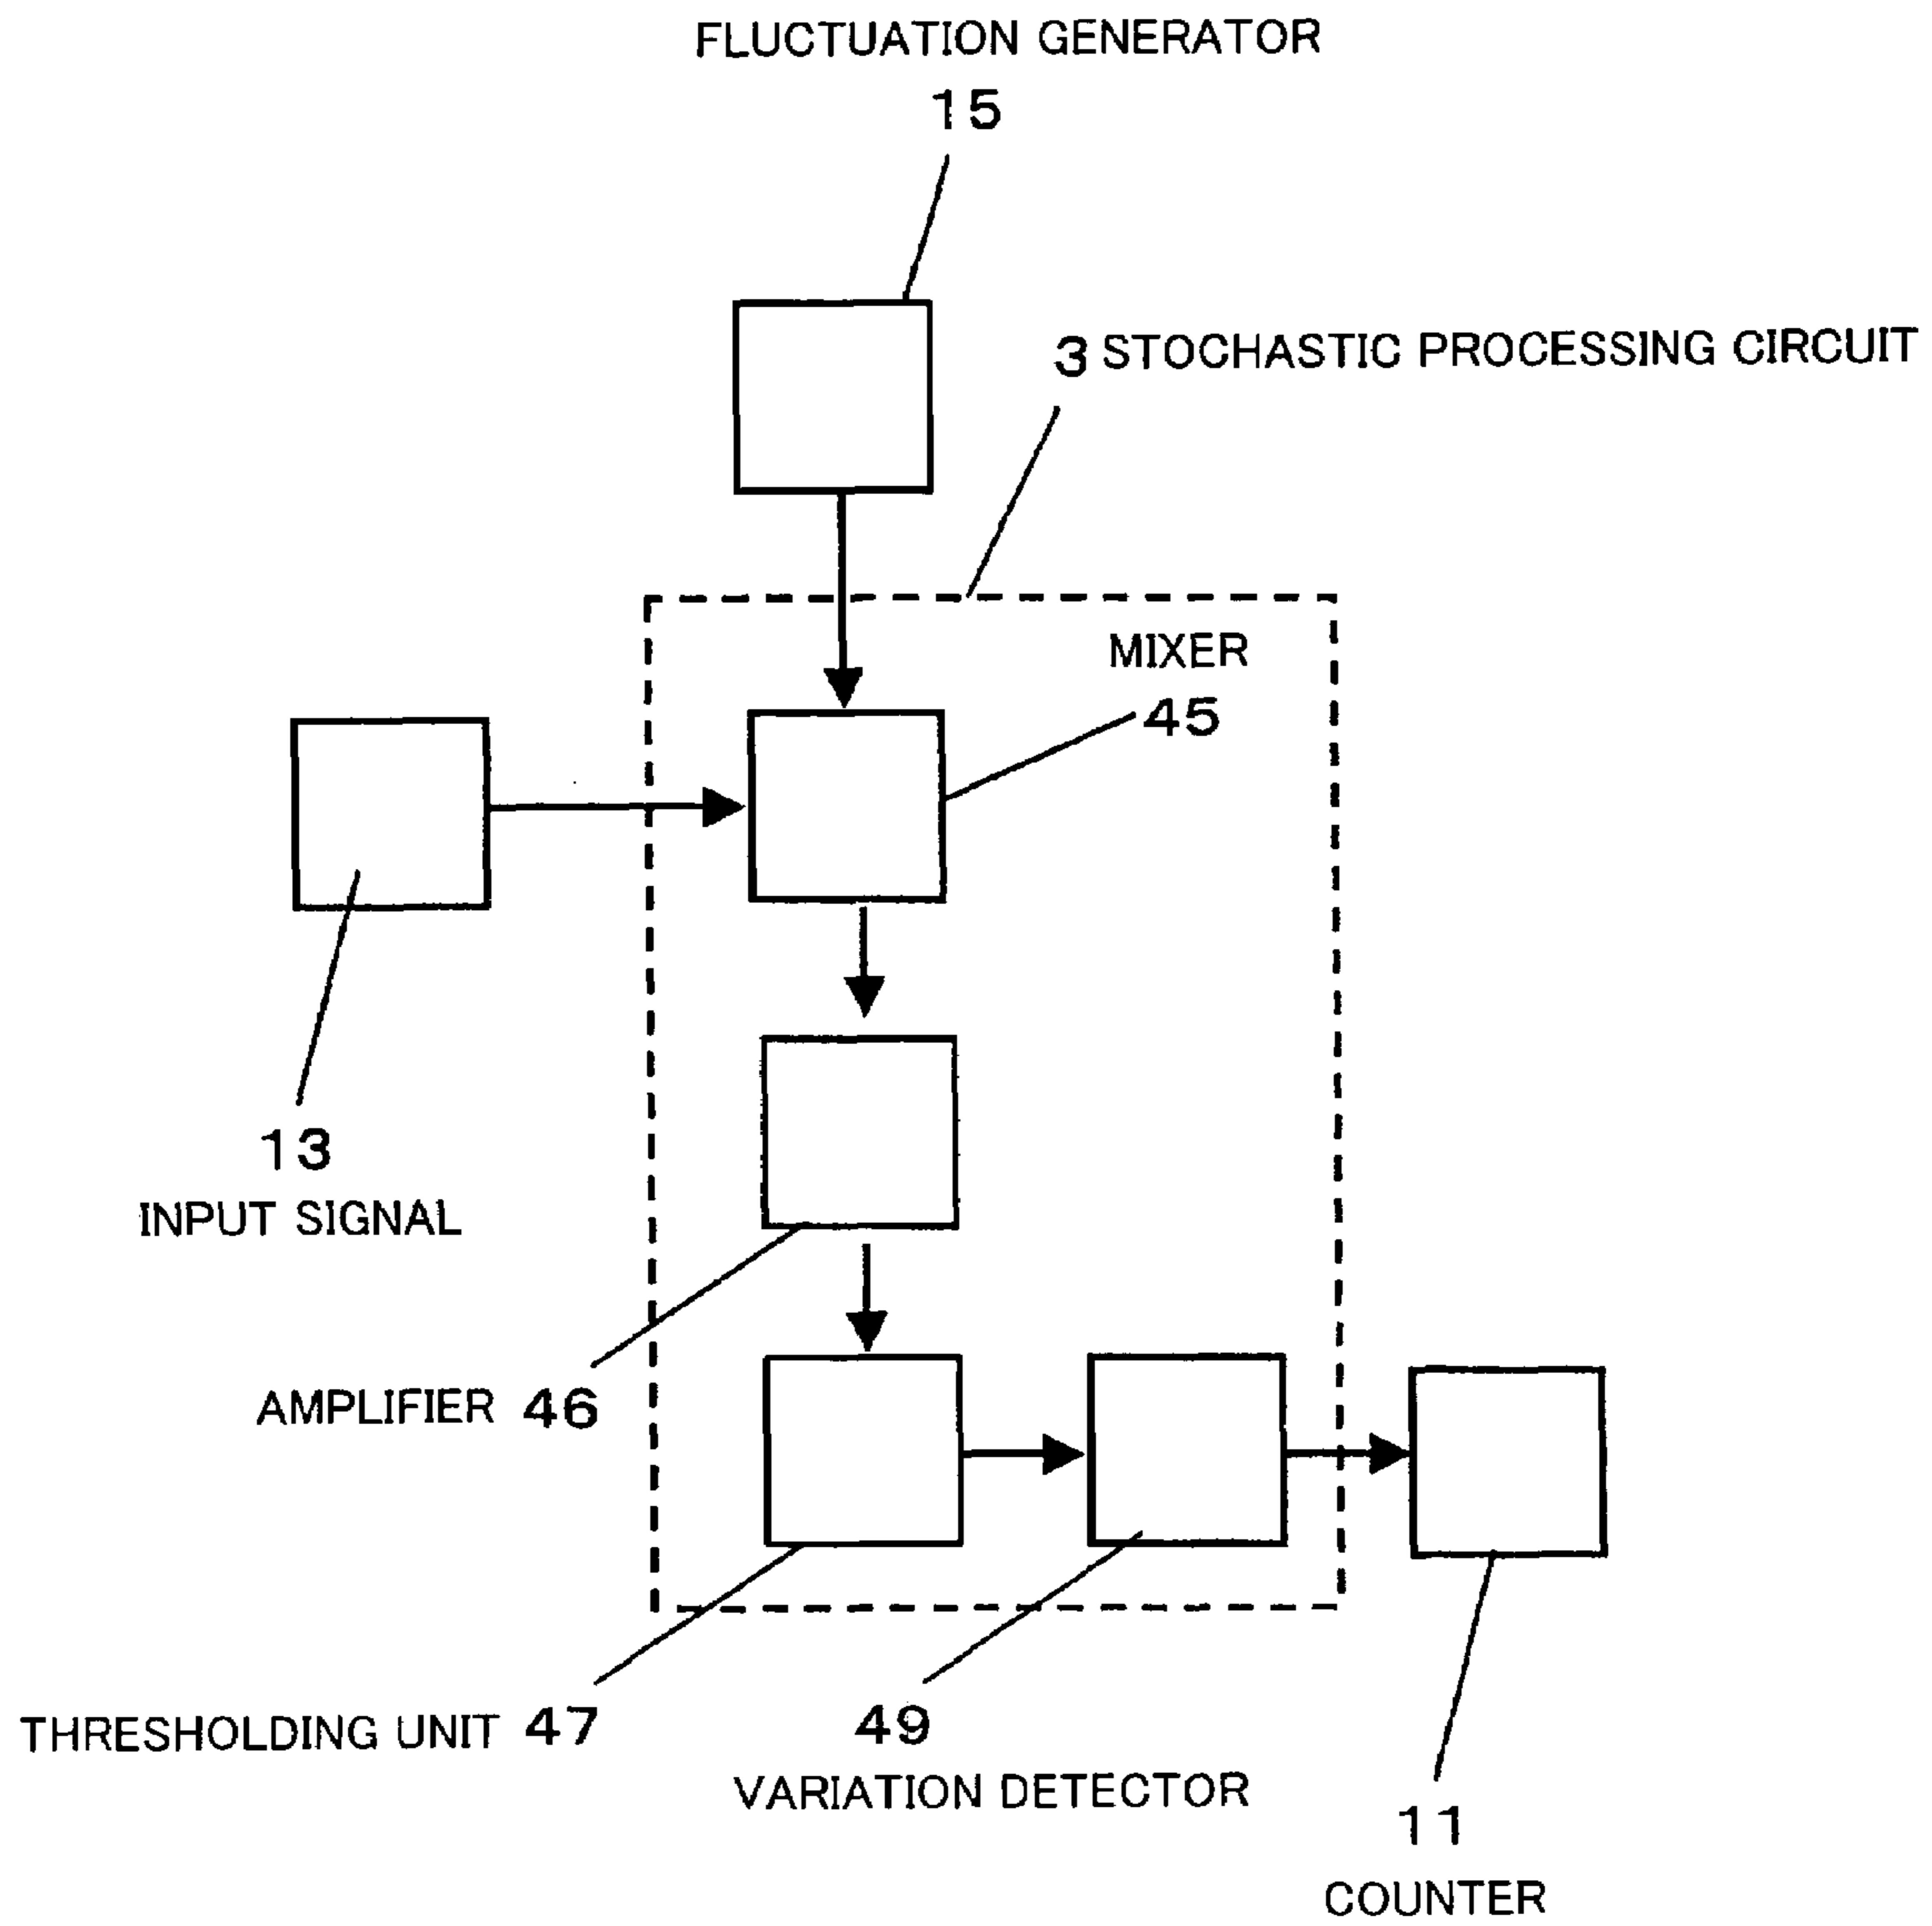 FLUCTUATION GENERATOR
15
3 STOCHASTIC PROCESSING CIRCUIT
MIXER
45
13
INPUT SIGNAL
AMPLIFIER 46
THRESHOLDING UNIT 47
49
VARIATION DETECTOR
11
COUNTER